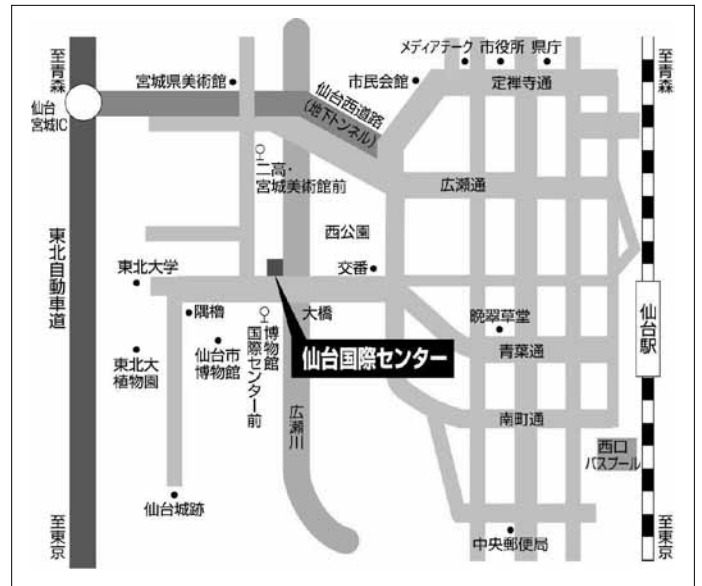 至青森
仙台
宮城IC
東北自動車道
至東京
宮城県美術館
仙台西道路
(地下トンネル)
市民会館
メディアテーク
市役所
県庁
定禅寺通
至青森
二高・
宮城美術館前
広瀬通
西公園
交番
東北大学
隅櫓
大橋
博物館
国際センター前
仙台市
博物館
東北大
植物園
仙台国際センター
晩翠草堂
青葉通
仙台駅
広瀬川
南町通
西口
バスプール
仙台城跡
中央郵便局
至東京